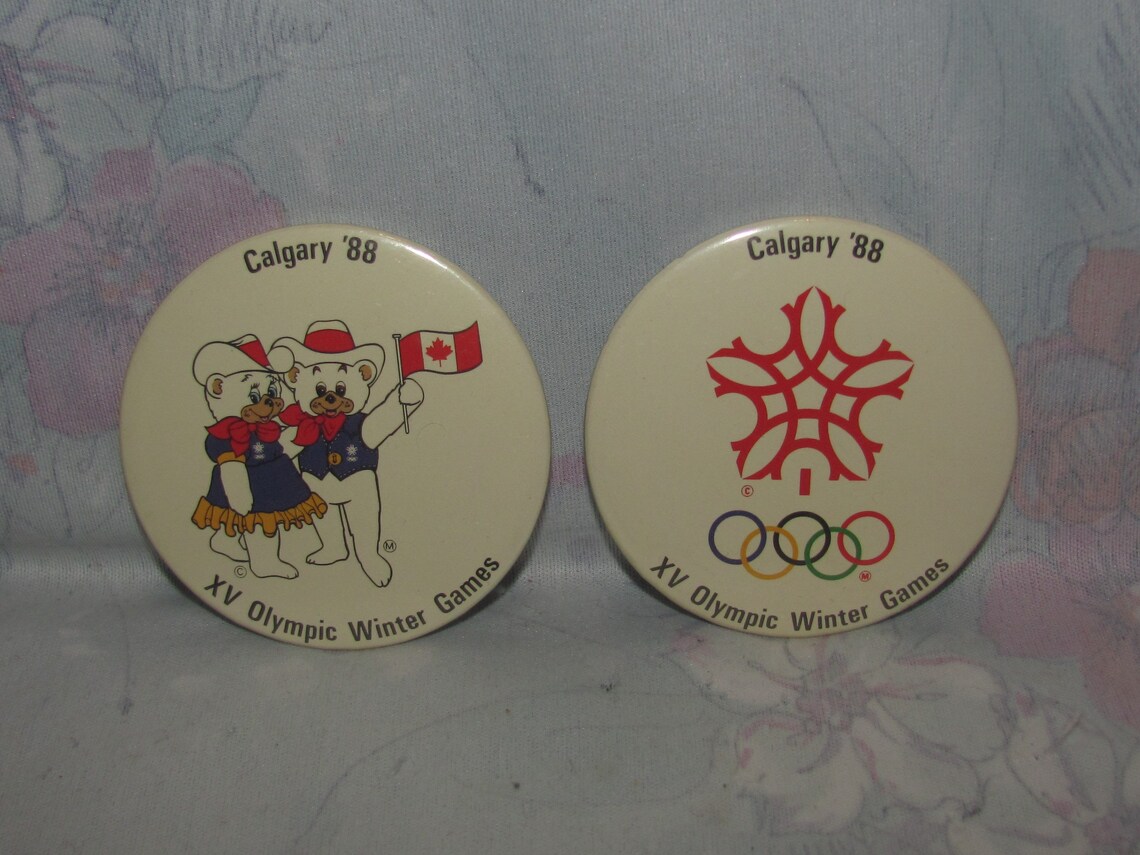 Calgary '88
©
M
XV Olympic Winter Games
Calgary '88
©
M
XV Olympic Winter Games